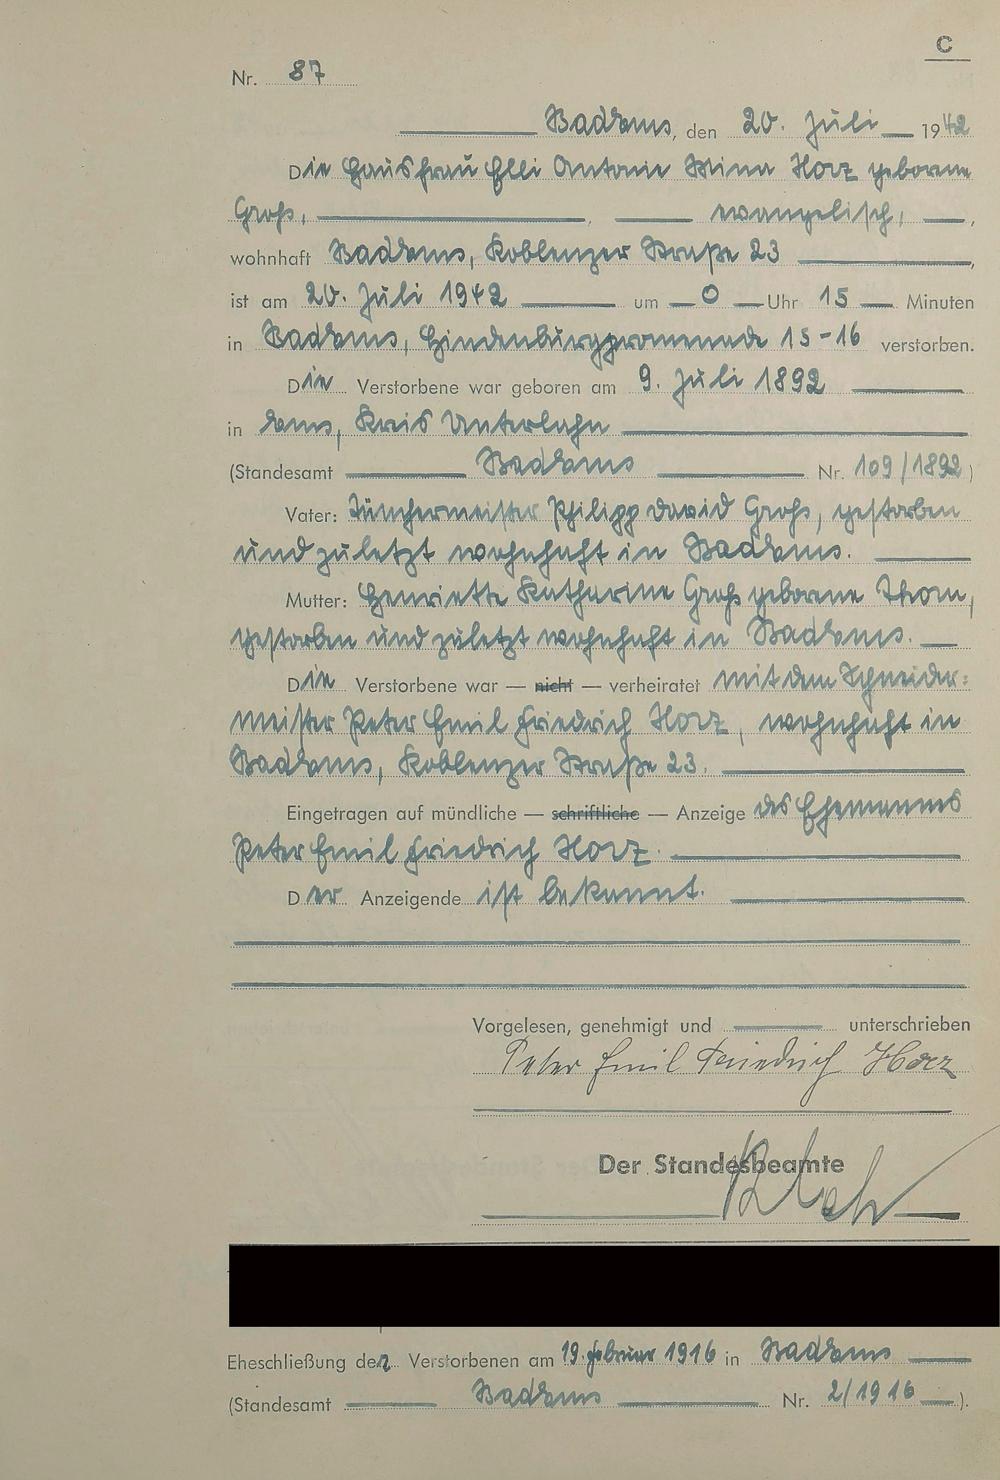 C
Nr. 87
Bad Ems, den 20. Juli 1942
Die Hausfrau Elli Antonie Minna Horz geborene
Groß, evangelisch,
wohnhaft Bad Ems, Koblenzer Straße 23
ist am 20. Juli 1942 um 0 Uhr 15 Minuten
in Bad Ems, Hindenburgpromenade 15-16 verstorben.
Die Verstorbene war geboren am 9. Juli 1892
in Ems, Kreis Unterlahn
(Standesamt Bad Ems Nr. 109/1892)
Vater: Tünchermeister Philipp David Groß, gestorben
und zuletzt wohnhaft in Bad Ems.
Mutter: Henriette Katharine Groß geborene Thom,
gestorben und zuletzt wohnhaft in Bad Ems.
Die Verstorbene war — nicht — verheiratet mit dem Schneider-
meister Peter Emil Friedrich Horz, wohnhaft in
Bad Ems, Koblenzer Straße 23.
Eingetragen auf mündliche — schriftliche — Anzeige des Ehemannes
Peter Emil Friedrich Horz.
Der Anzeigende ist bekannt.
Vorgelesen, genehmigt und unterschrieben
Peter Emil Friedrich Horz
Der Standesbeamte
Eheschließung der Verstorbenen am 19. Februar 1916 in Bad Ems
(Standesamt Bad Ems Nr. 2/1916).